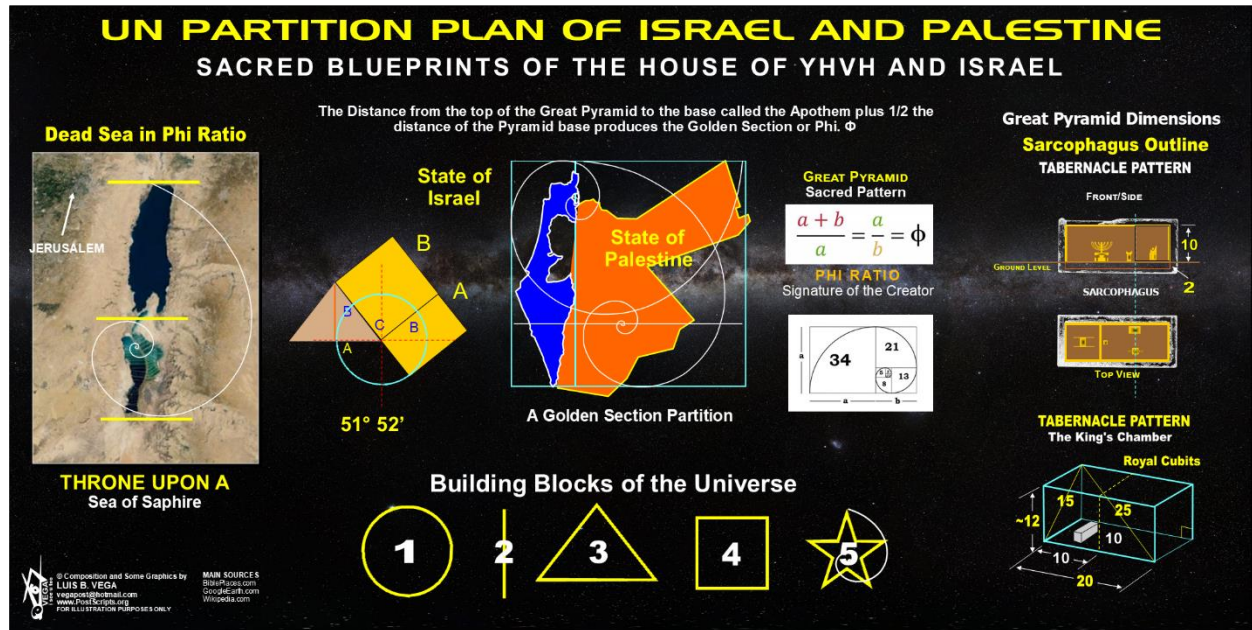 UN PARTITION PLAN OF ISRAEL AND PALESTINE
SACRED BLUEPRINTS OF THE HOUSE OF YHVH AND ISRAEL
The Distance from the top of the Great Pyramid to the base called the Apothem plus 1/2 the
distance of the Pyramid base produces the Golden Section or Phi. Φ
Dead Sea in Phi Ratio
JERUSALEM
THRONE UPON A
Sea of Saphire
State of
Israel
B
A
B
C
B
A
51° 52'
State of
Palestine
A Golden Section Partition
GREAT PYRAMID
Sacred Pattern
a + b
a
=
a
b
= ϕ
PHI RATIO
Signature of the Creator
a
34
21
13
8
a
b
Great Pyramid Dimensions
Sarcophagus Outline
TABERNACLE PATTERN
FRONT/SIDE
10
GROUND LEVEL
2
SARCOPHAGUS
TOP VIEW
TABERNACLE PATTERN
The King's Chamber
Royal Cubits
15
25
~12
10
10
20
Building Blocks of the Universe
1
2
3
4
5
VEGA
© Composition and Some Graphics by
LUIS B. VEGA
vegapost@hotmail.com
www.PostScripts.org
FOR ILLUSTRATION PURPOSES ONLY
MAIN SOURCES
BiblePlaces.com
GoogleEarth.com
Wikipedia.com